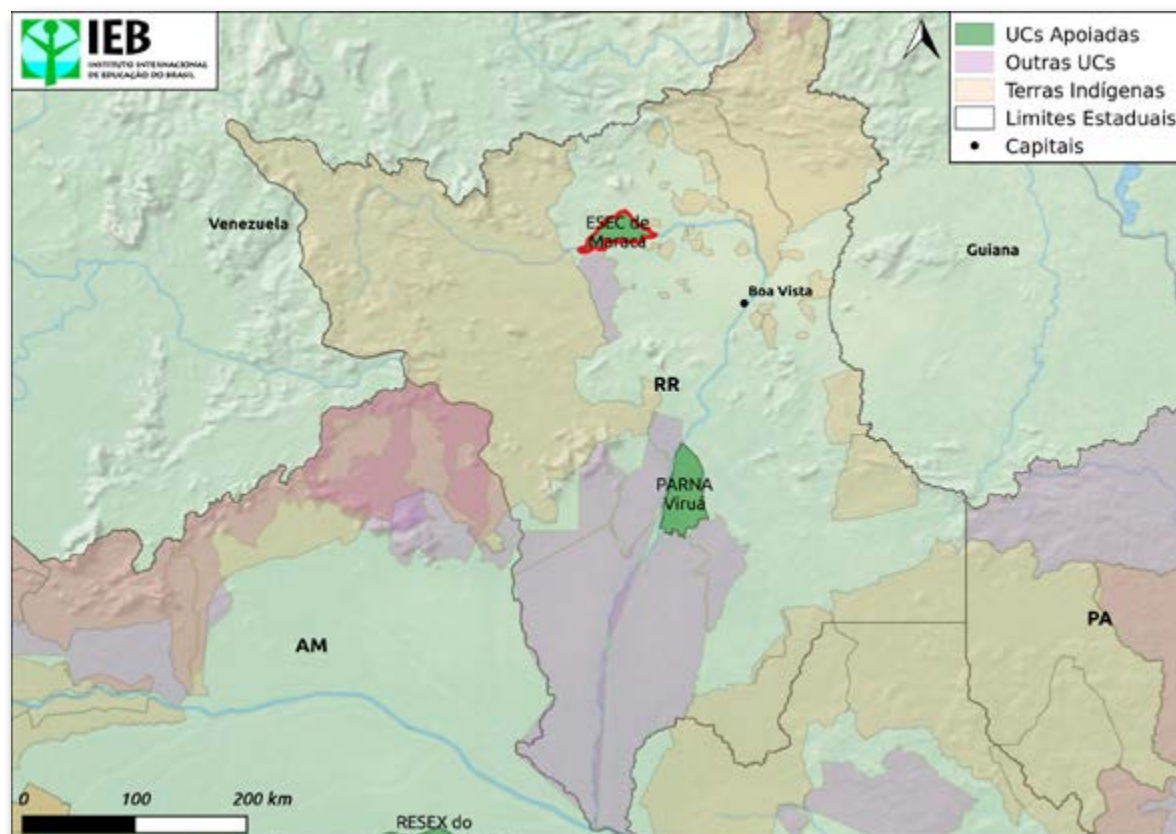 IEB
INSTITUTO INTERNACIONAL
DE EDUCAÇÃO DO BRASIL
UCs Apoiadas
Outras UCs
Terras Indígenas
Limites Estaduais
Capitais
Venezuela
ESEC de
Maracá
Guiana
Boa Vista
RR
PARNA
Viruá
AM
PA
0 100 200 km
RESEX do